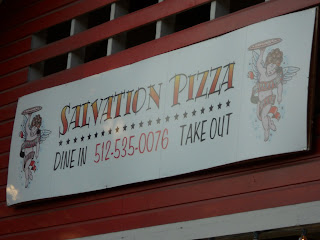 SALVATION PIZZA
DINE IN 512-535-0076 TAKE OUT